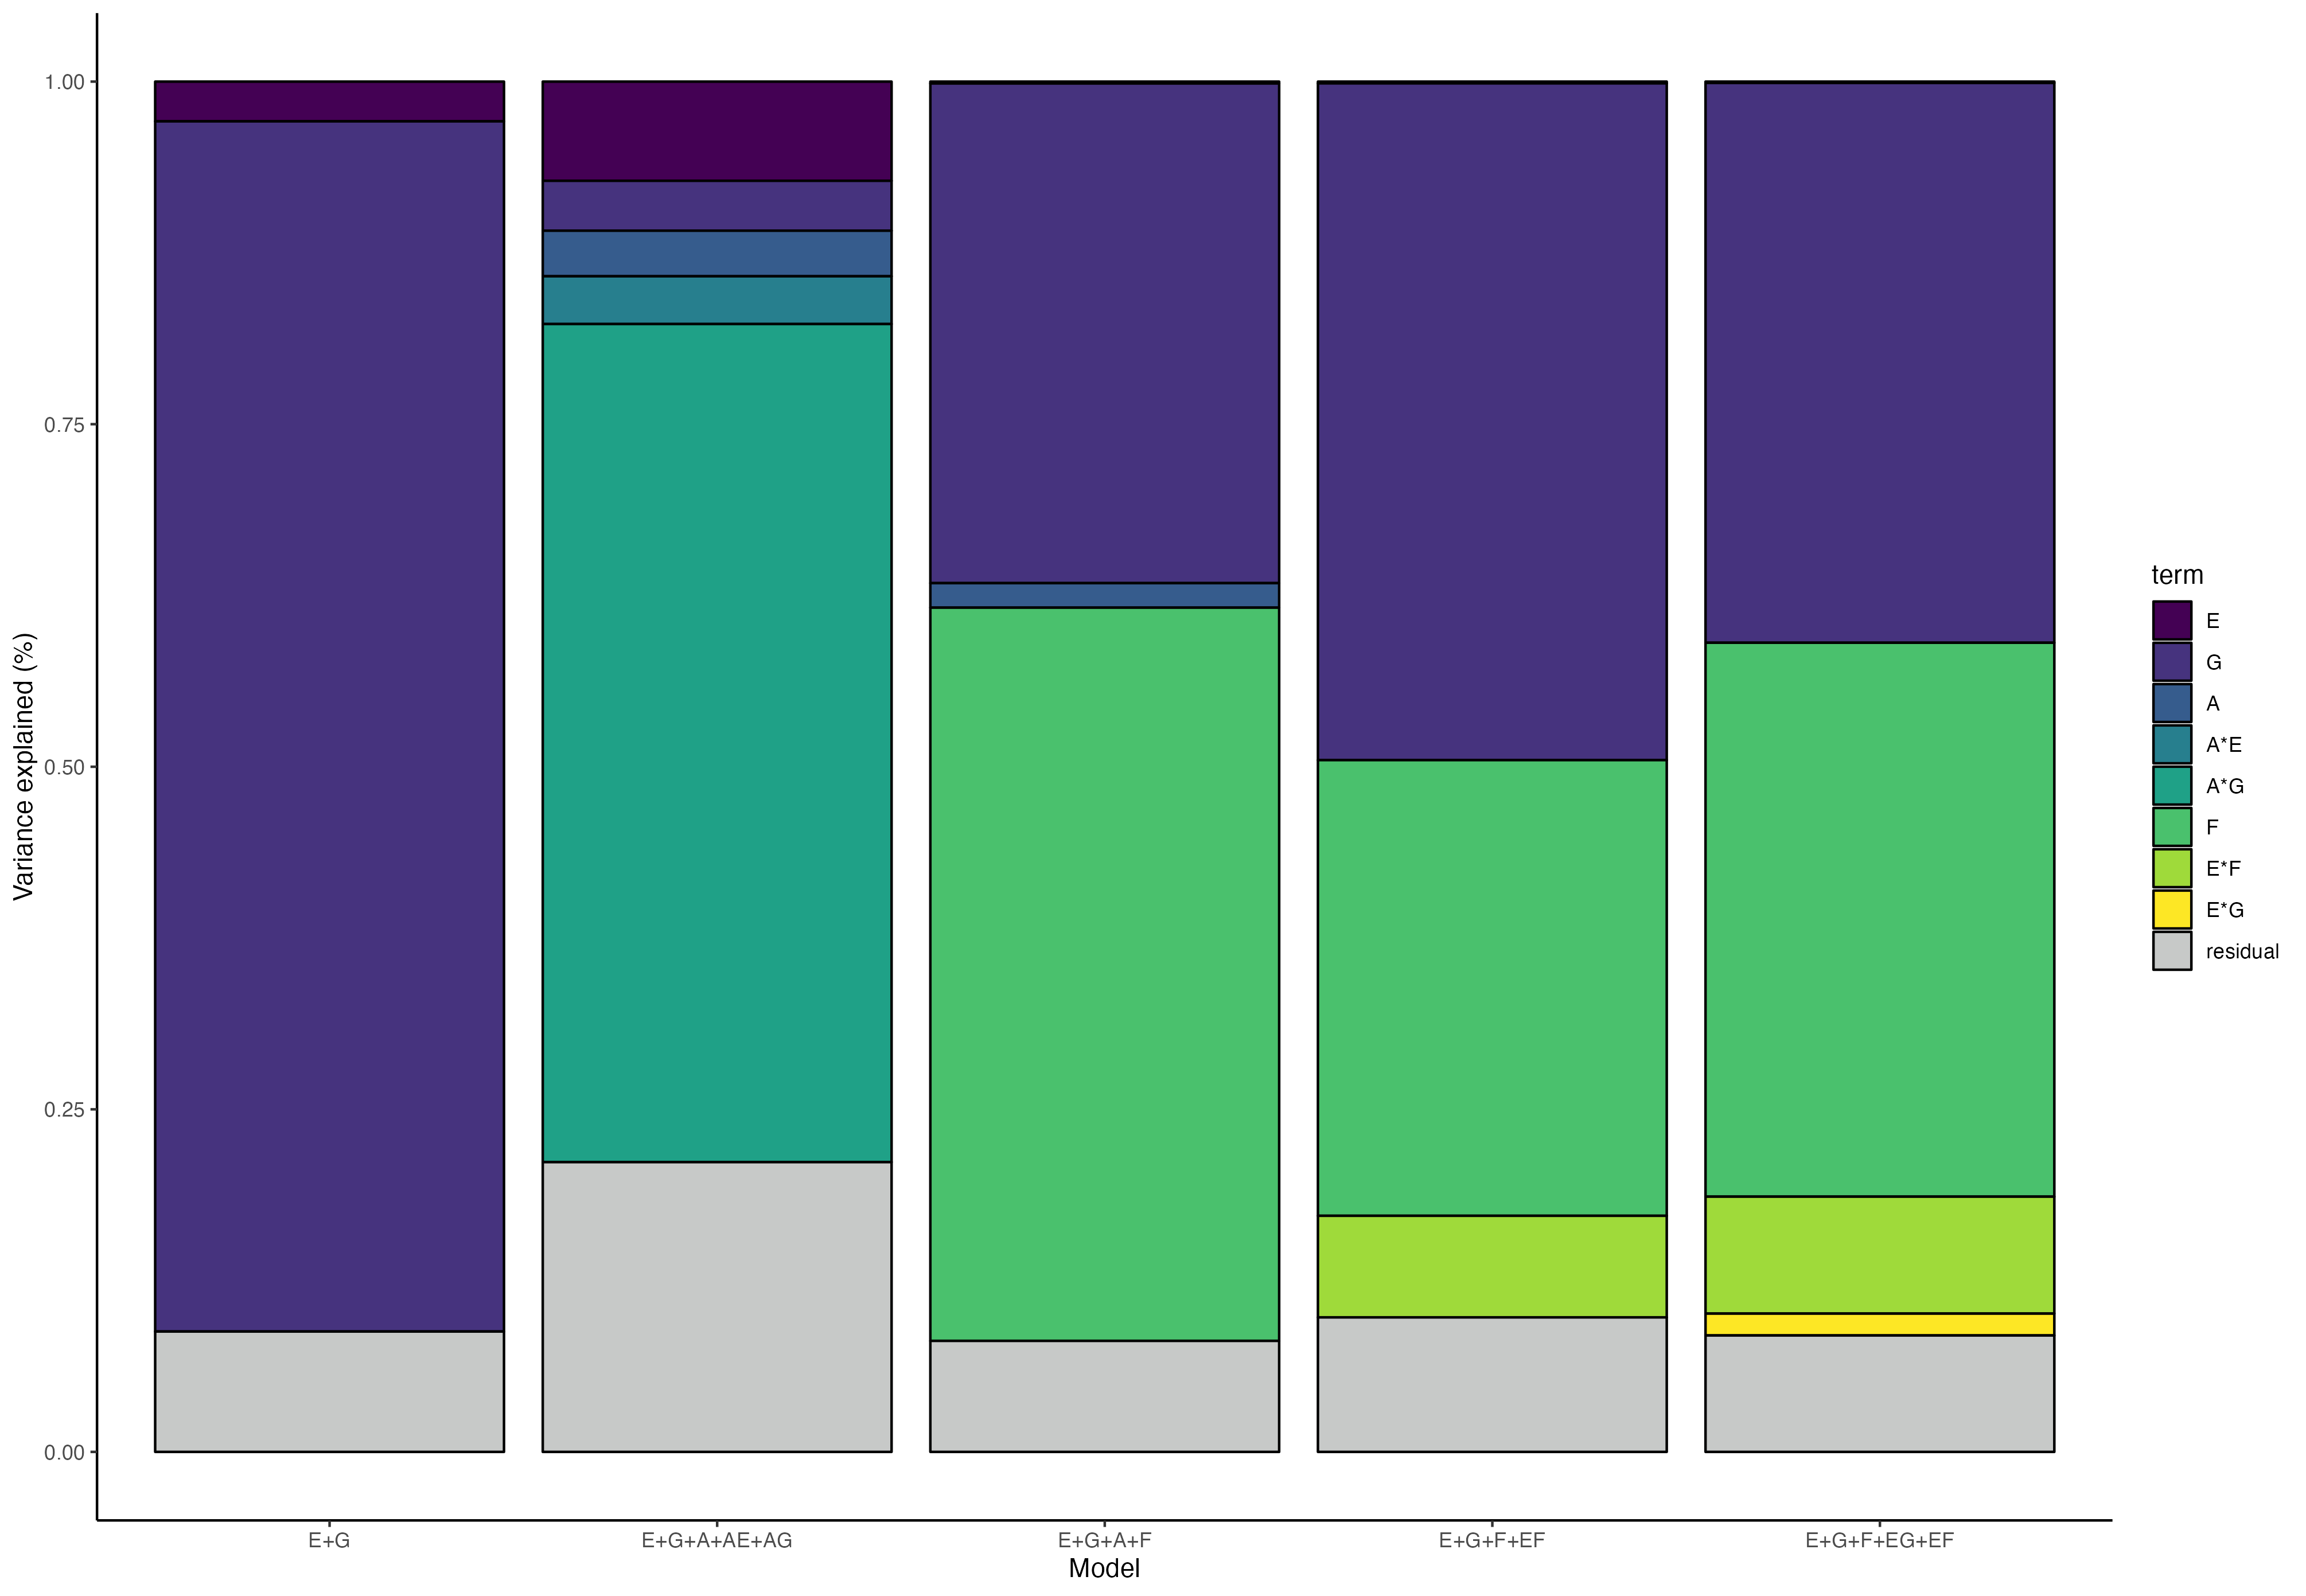 Variance explained (%)
1.00
0.75
0.50
0.25
0.00
E+G
E+G+A+AE+AG
E+G+A+F
E+G+F+EF
E+G+F+EG+EF
Model
term
E
G
A
A*E
A*G
F
E*F
E*G
residual